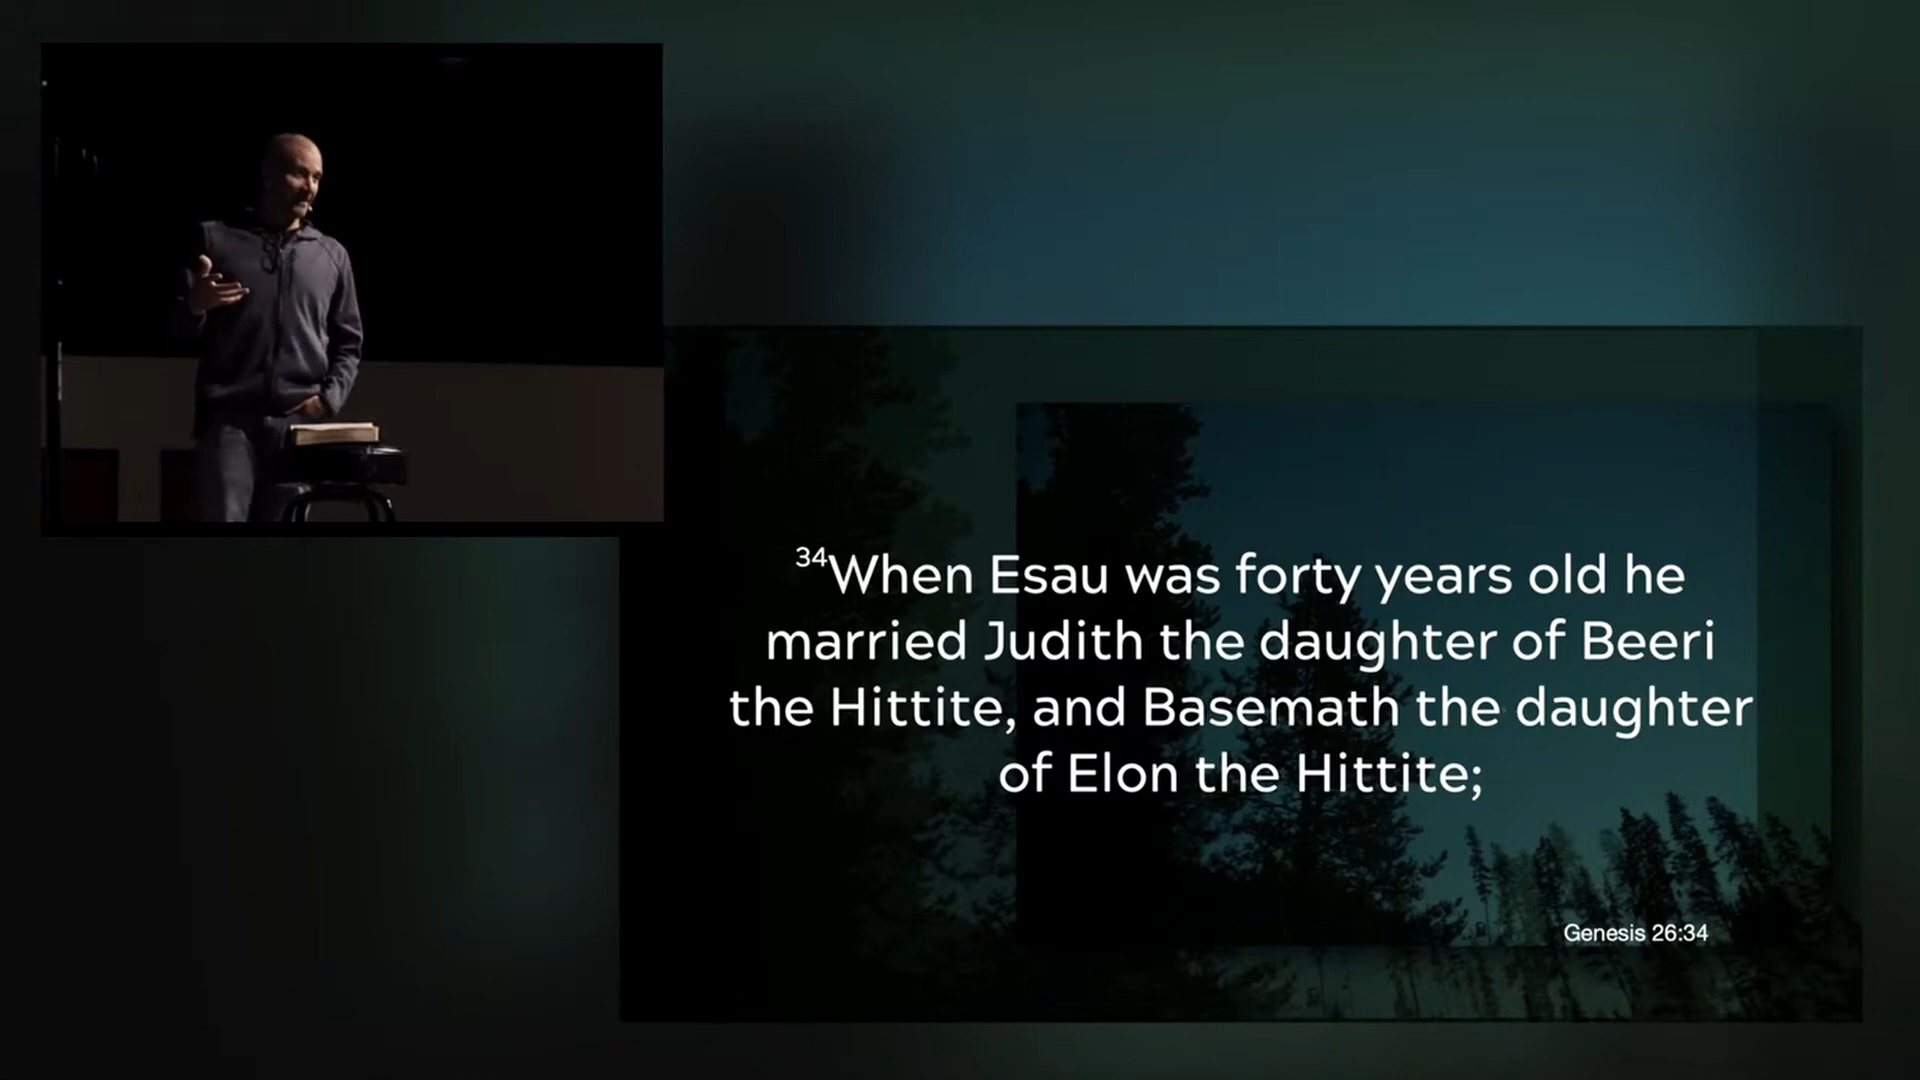 34When Esau was forty years old he
married Judith the daughter of Beeri
the Hittite, and Basemath the daughter
of Elon the Hittite;
Genesis 26:34